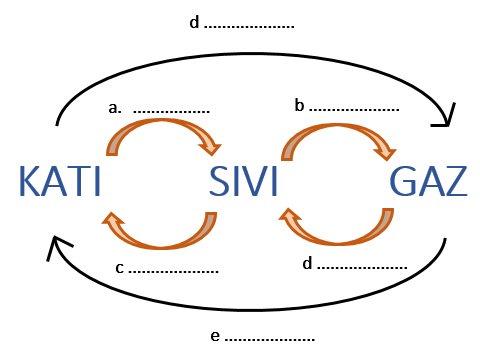 d ....................
a. .................
b ....................
KATI SIVI GAZ
c ....................
d ....................
e ....................